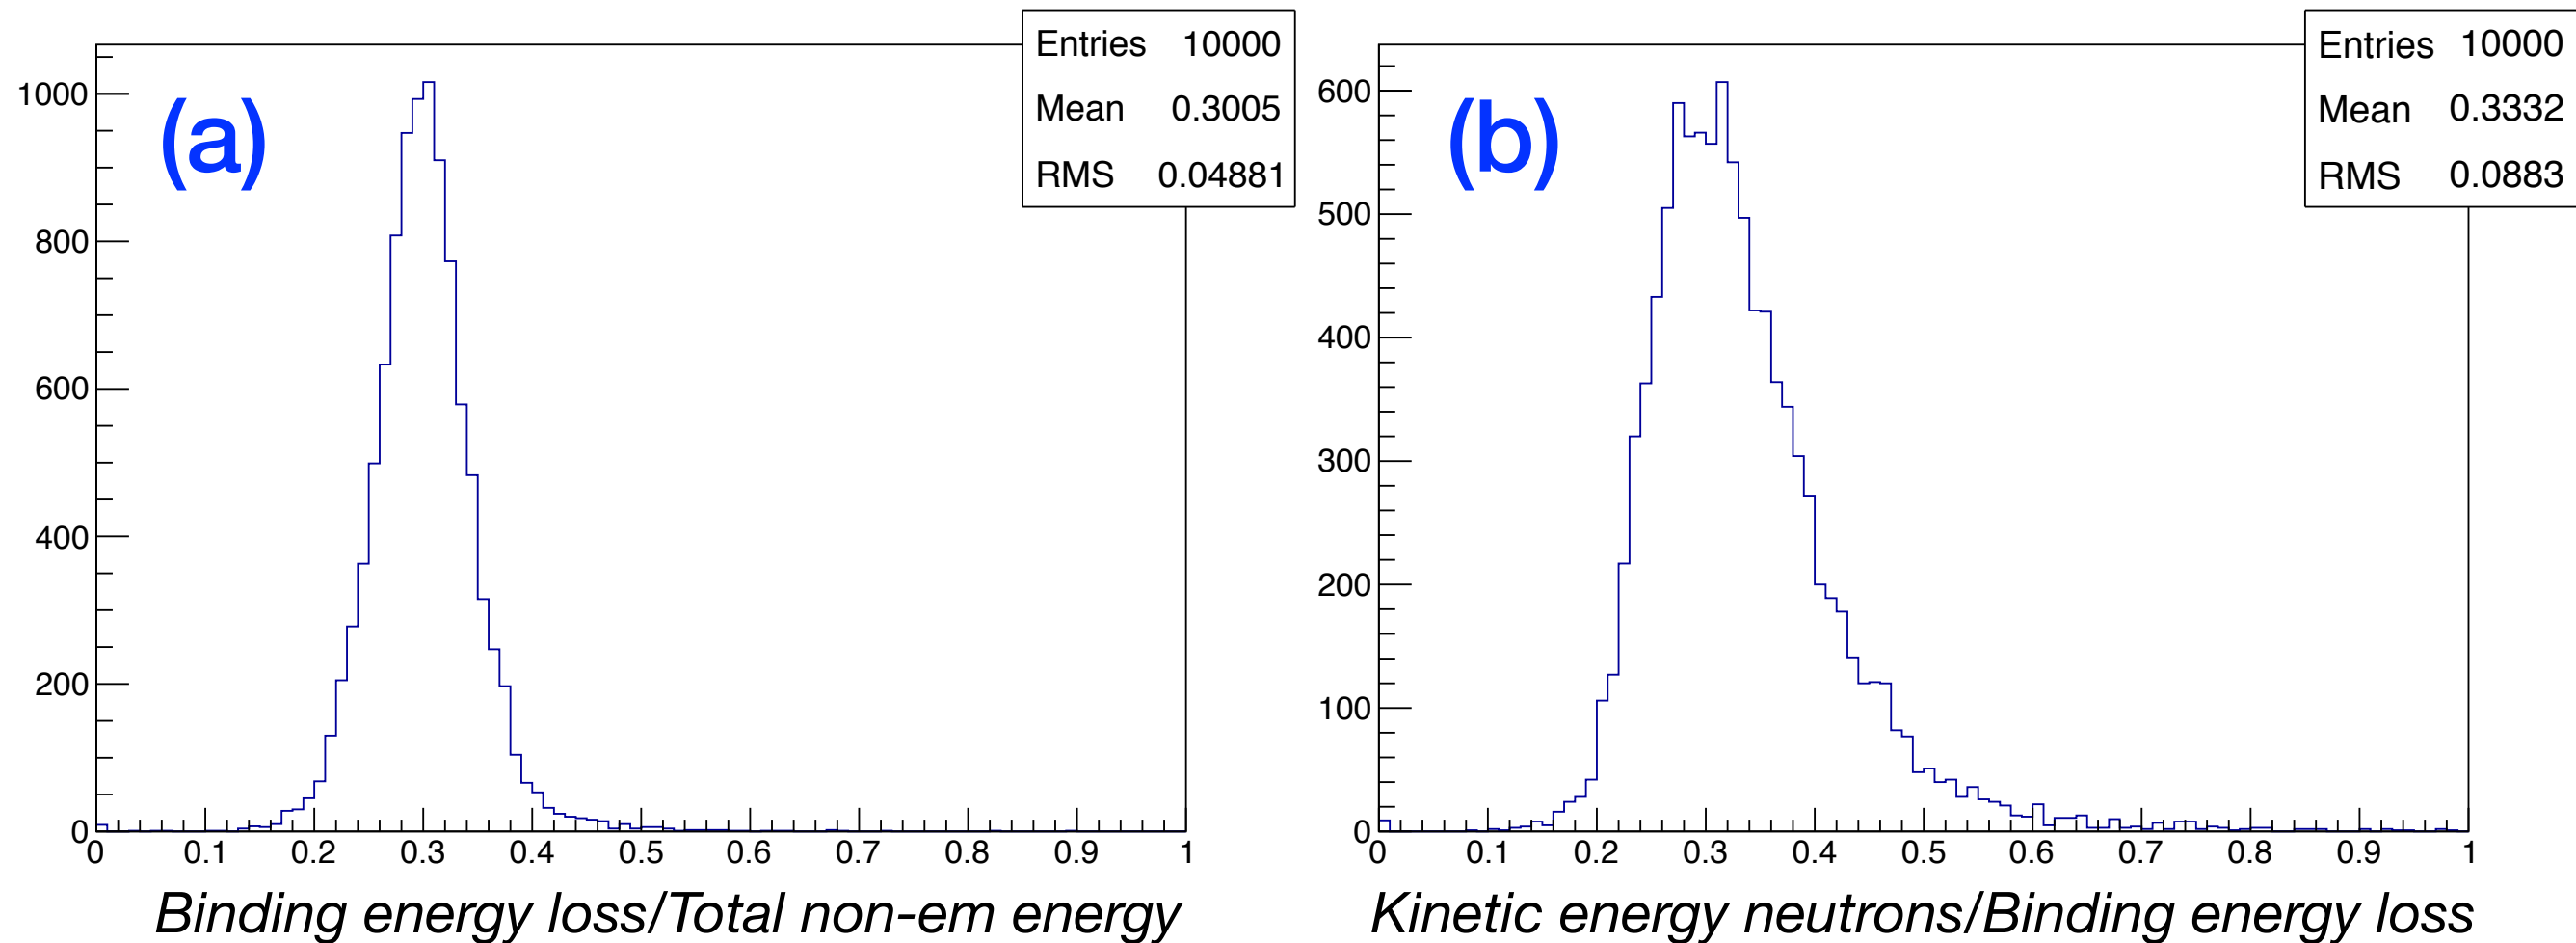 (a)
Entries 10000
Mean 0.3005
RMS 0.04881
1000
800
600
400
200
0
0 0.1 0.2 0.3 0.4 0.5 0.6 0.7 0.8 0.9 1
Binding energy loss/Total non-em energy
(b)
Entries 10000
Mean 0.3332
RMS 0.0883
600
500
400
300
200
100
0
0 0.1 0.2 0.3 0.4 0.5 0.6 0.7 0.8 0.9 1
Kinetic energy neutrons/Binding energy loss